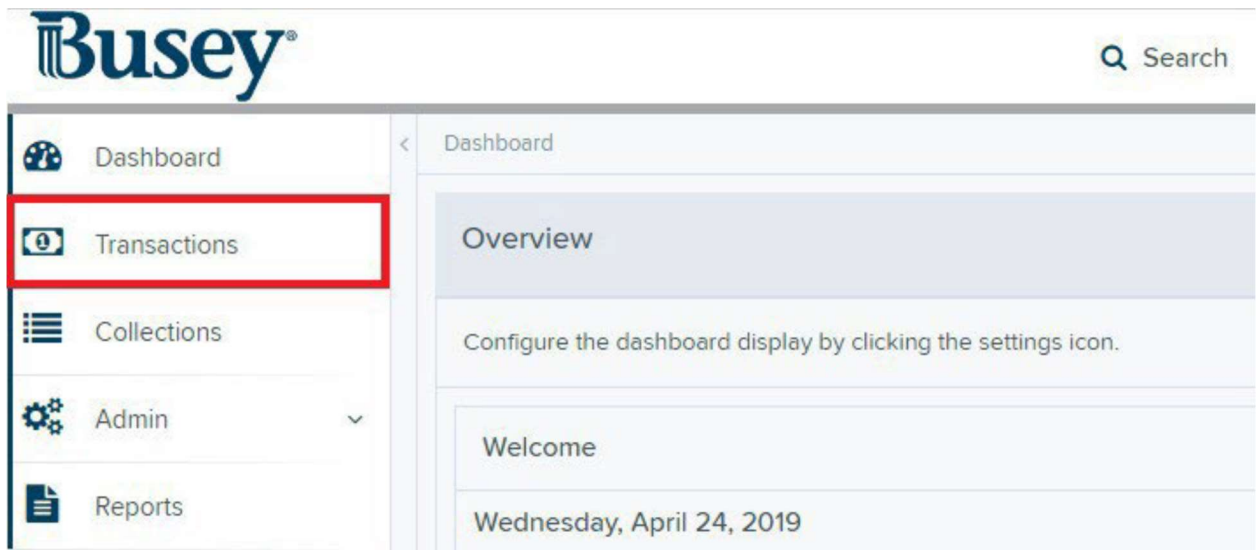 Busey®
Search
Dashboard
Transactions
Collections
Admin
Reports
Dashboard
Overview
Configure the dashboard display by clicking the settings icon.
Welcome
Wednesday, April 24, 2019